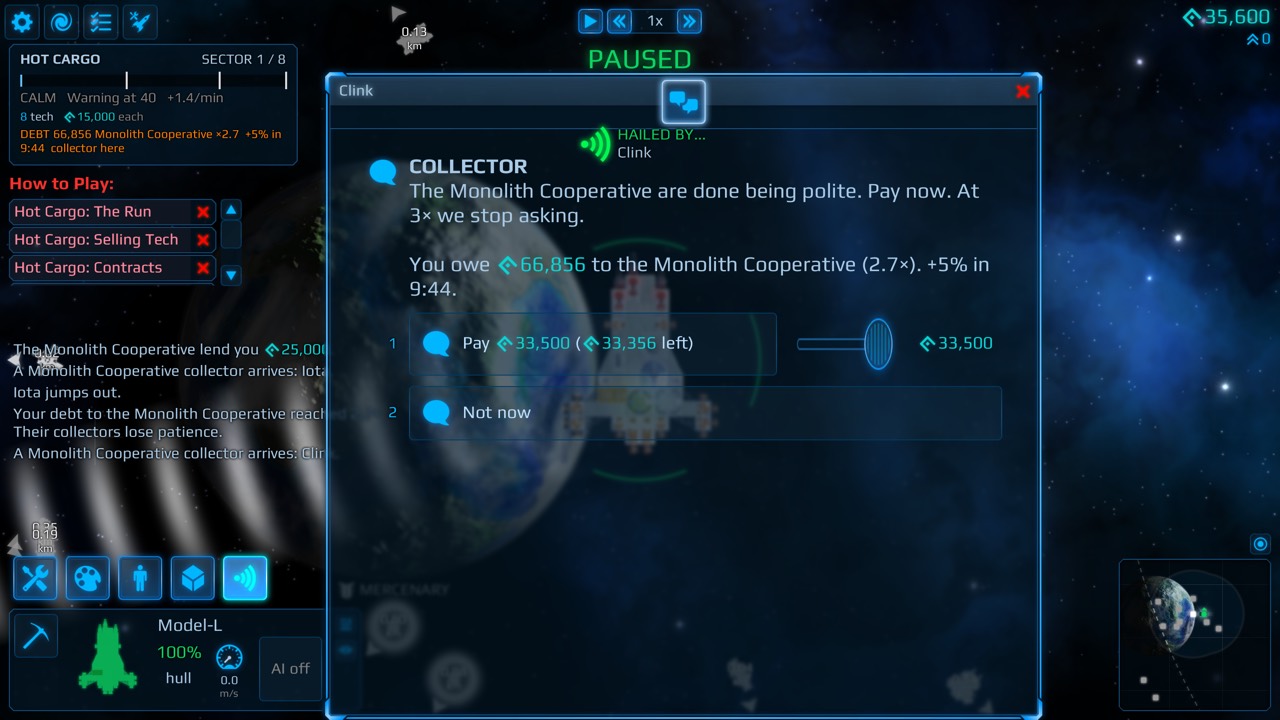 35,600
0
0.13
km
1x
PAUSED
HOT CARGO SECTOR 1 / 8
CALM Warning at 40 +1.4/min
8 tech 15,000 each
DEBT 66,856 Monolith Cooperative ×2.7 +5% in
9:44 collector here
How to Play:
Hot Cargo: The Run
Hot Cargo: Selling Tech
Hot Cargo: Contracts
Clink
HAILED BY...
Clink
COLLECTOR
The Monolith Cooperative are done being polite. Pay now. At
3× we stop asking.
You owe 66,856 to the Monolith Cooperative (2.7×). +5% in
9:44.
1 Pay 33,500 (33,356 left) 33,500
2 Not now
The Monolith Cooperative lend you 25,00
A Monolith Cooperative collector arrives: Iota
Iota jumps out.
Your debt to the Monolith Cooperative reach
Their collectors lose patience.
A Monolith Cooperative collector arrives: Clin
0.19
km
MERCENARY
Model-L
100%
hull
0.0
m/s
AI off